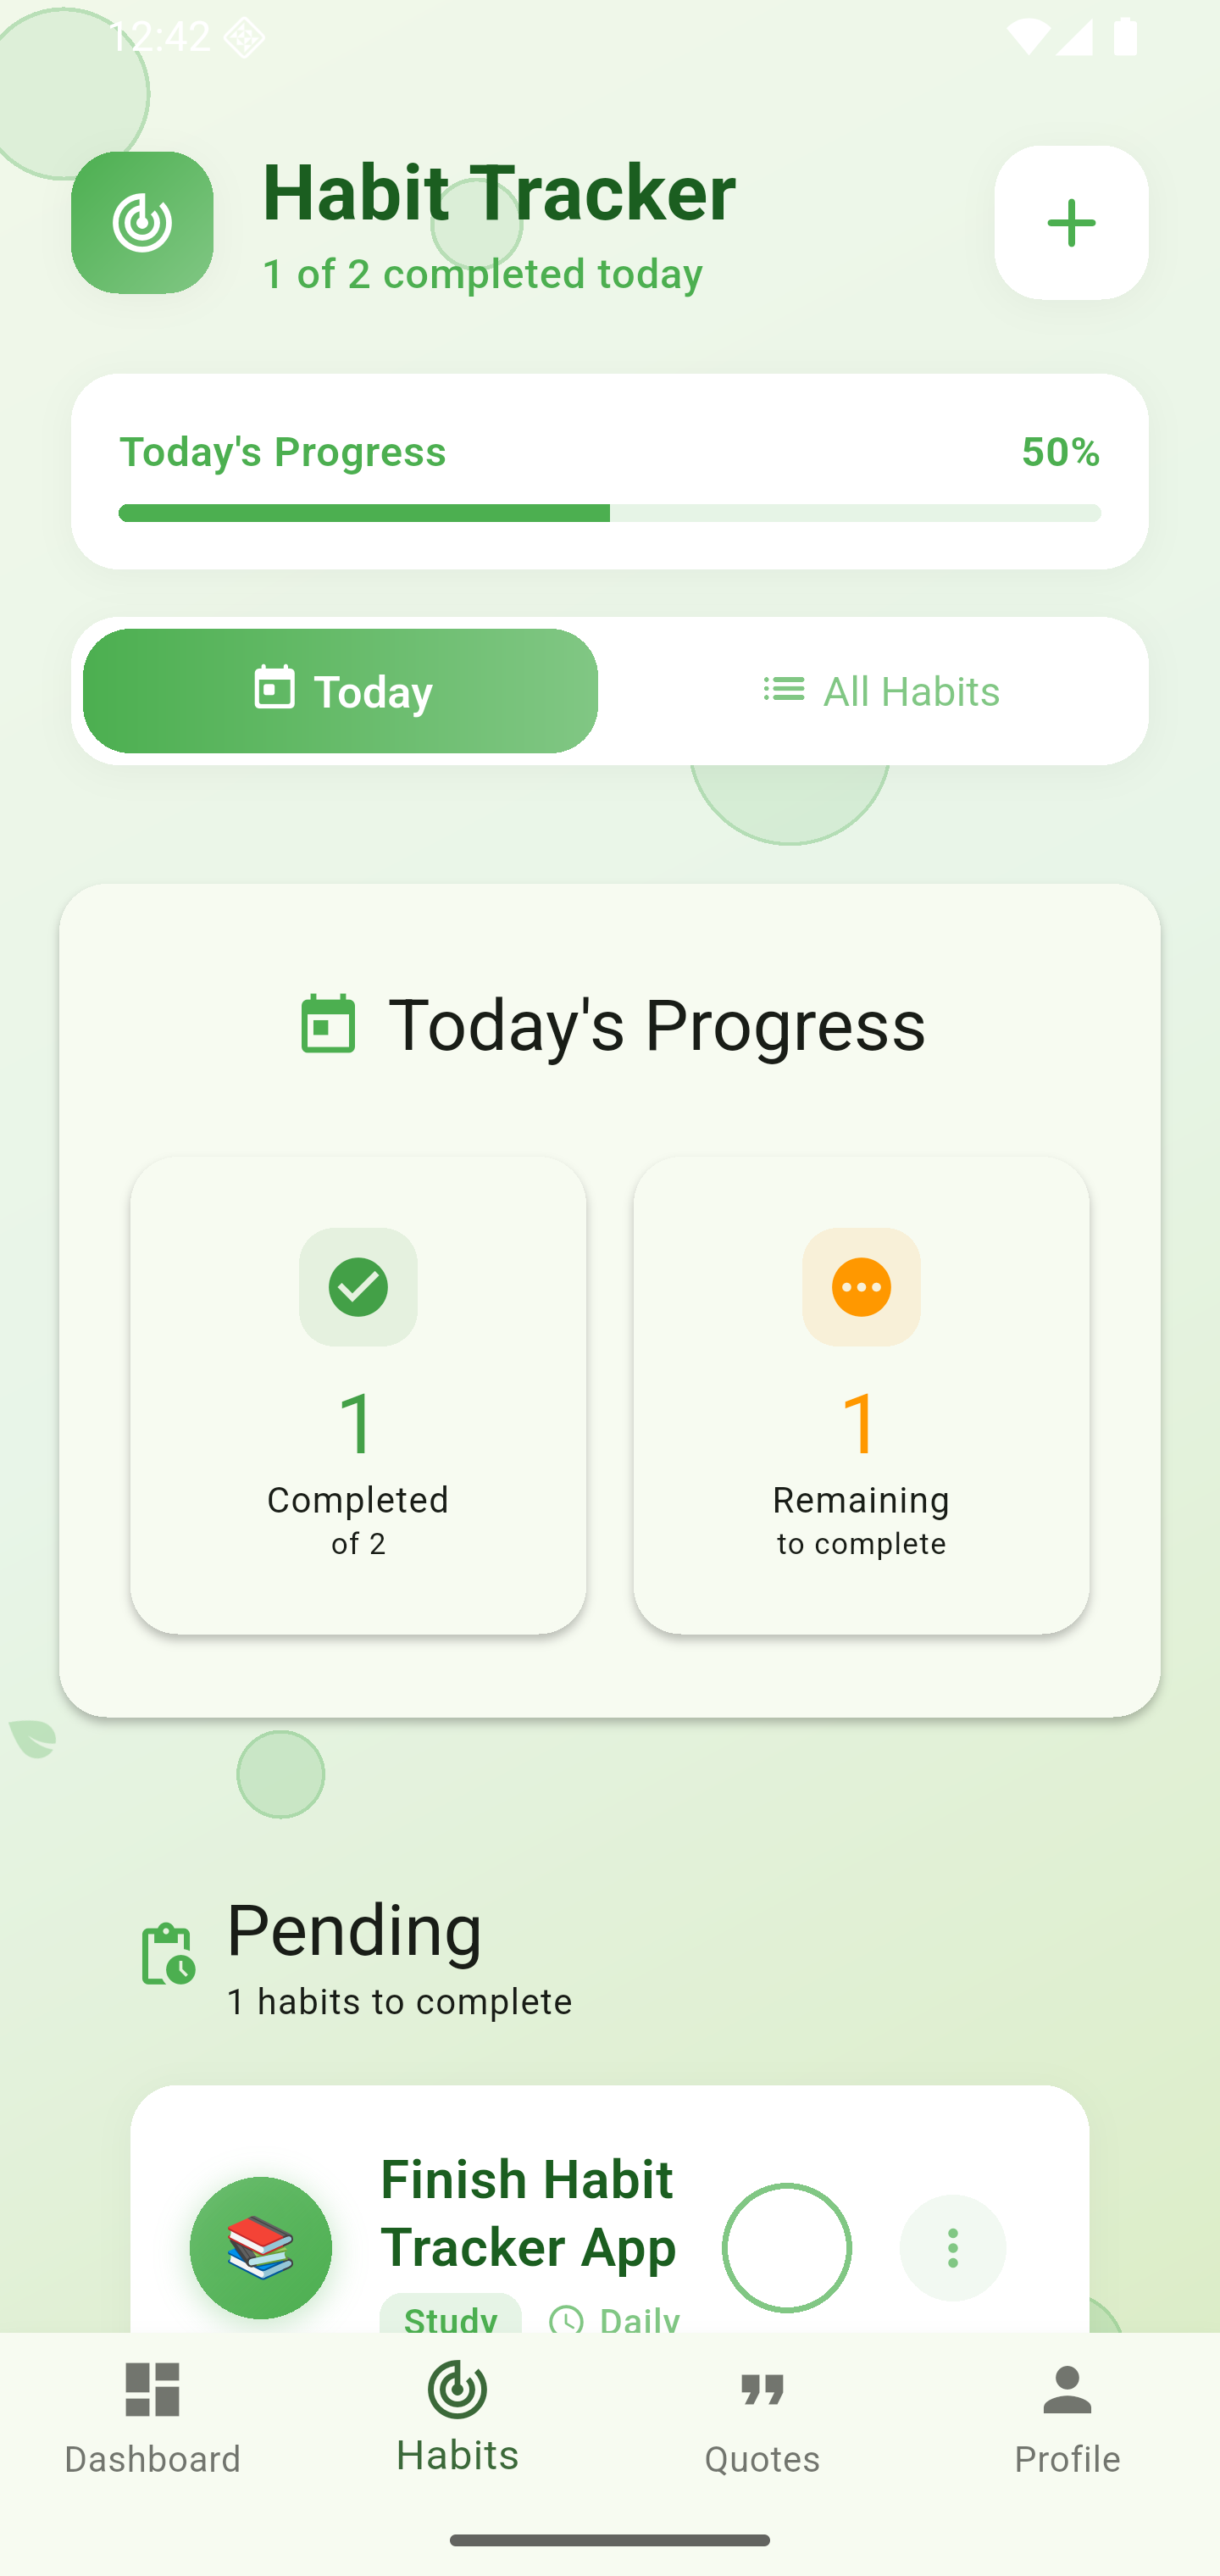 12:42
Habit Tracker
1 of 2 completed today
Today's Progress 50%
Today All Habits
Today's Progress
1 1
Completed Remaining
of 2 to complete
Pending
1 habits to complete
Finish Habit
Tracker App
Study Daily
Dashboard Habits Quotes Profile